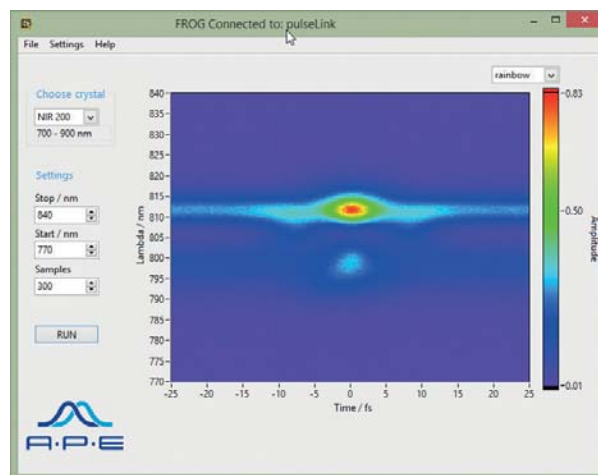 FROG Connected to: pulseLink
File Settings Help
rainbow
Choose crystal
NIR 200
700 - 900 nm
Settings
Stop / nm
840
Start / nm
770
Samples
300
RUN
A·P·E
Lambda / nm
840
835
830
825
820
815
810
805
800
795
790
785
780
775
770
-25 -20 -15 -10 -5 0 5 10 15 20 25
Time / fs
0.83
0.50
0.01
Amplitude